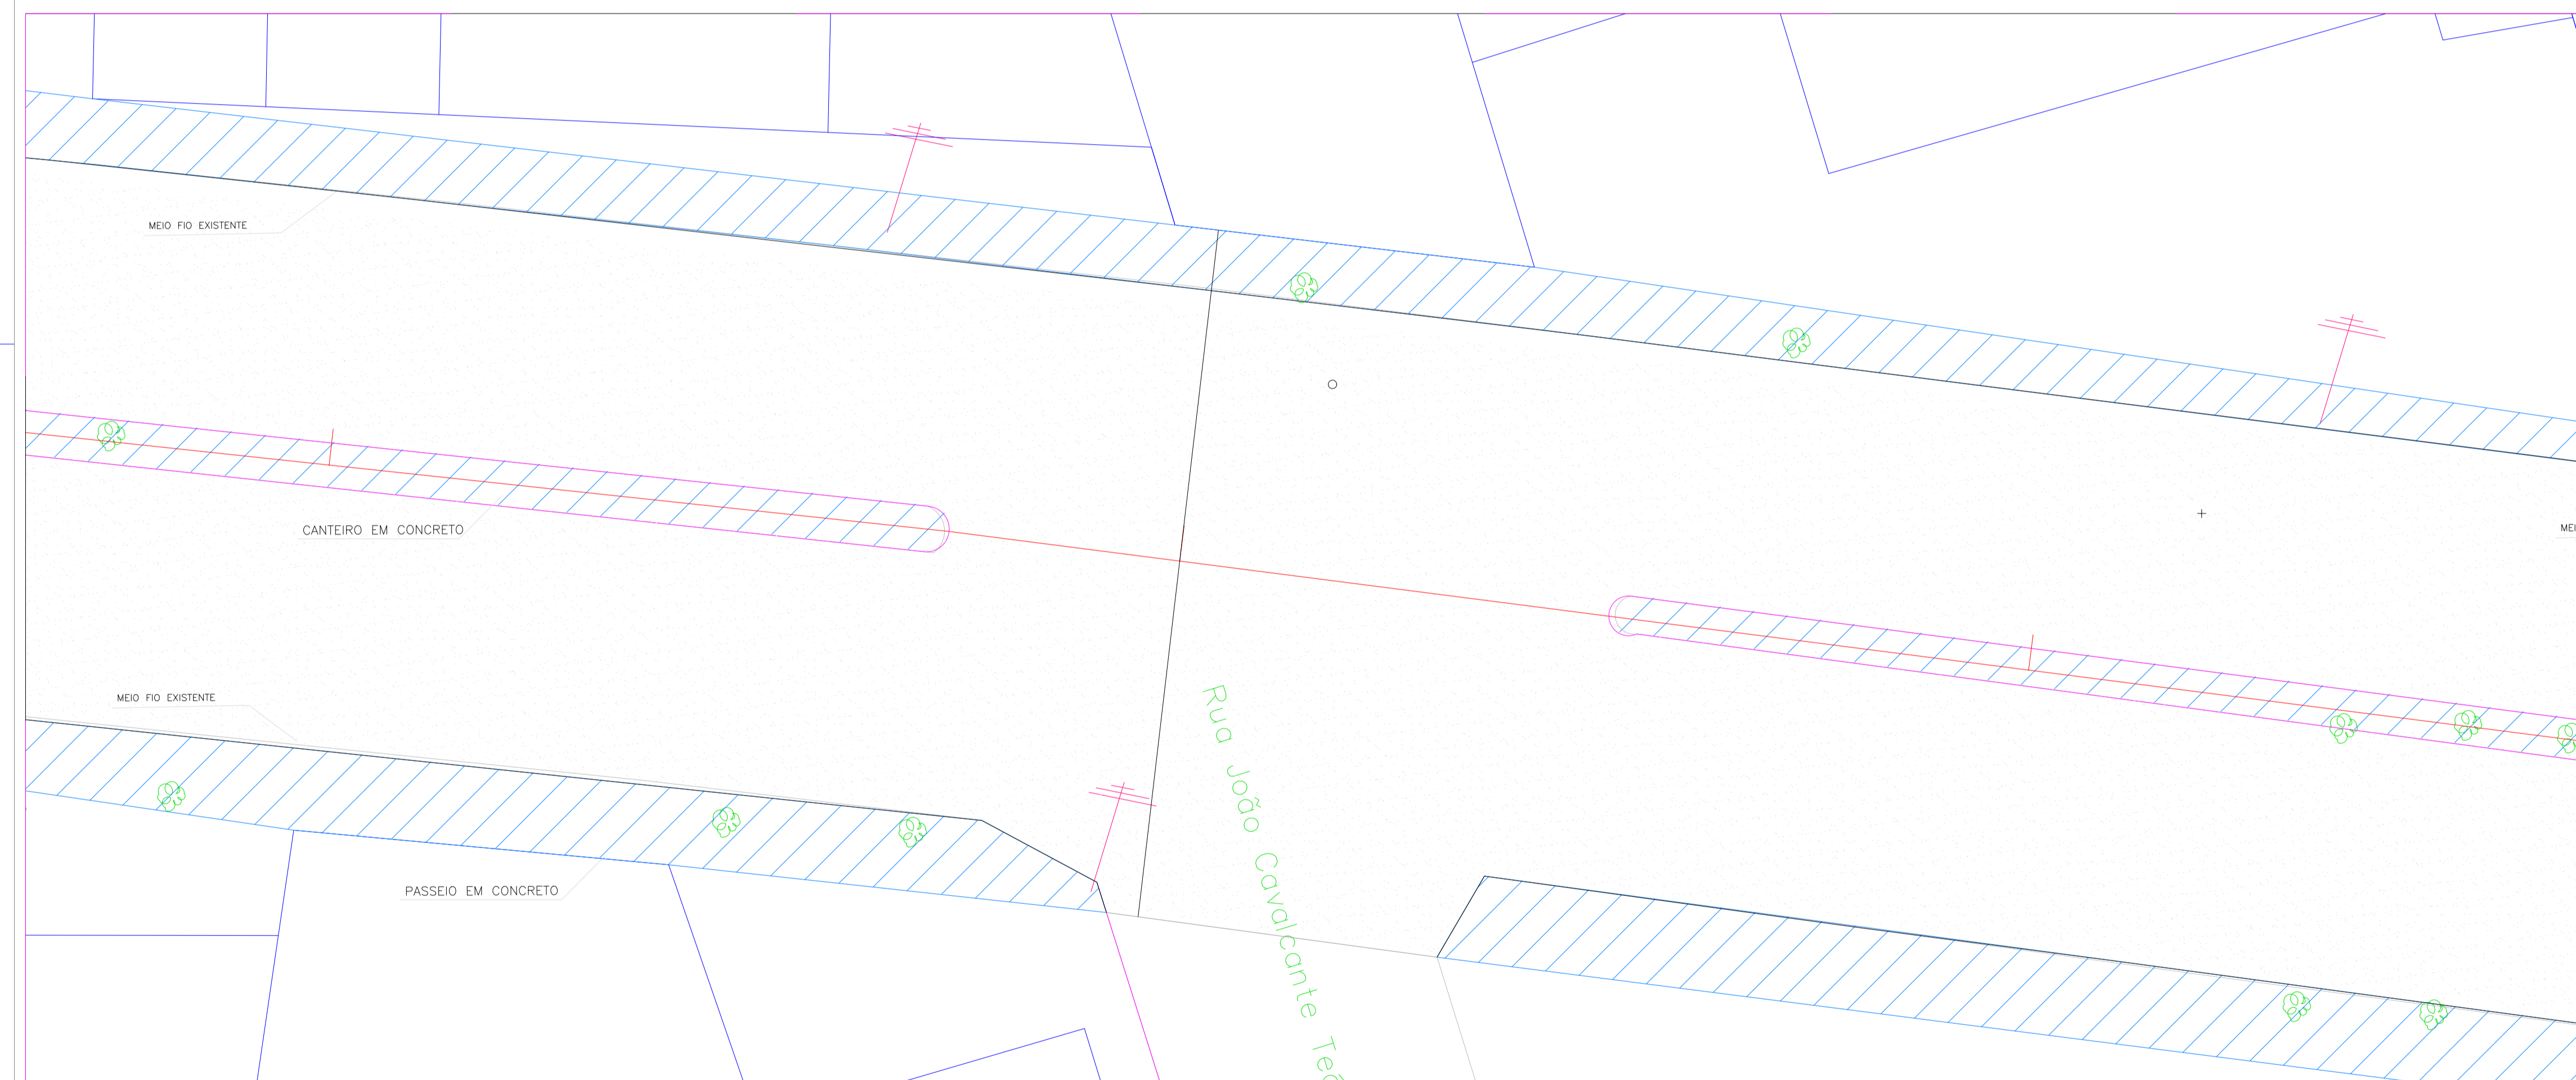 MEIO FIO EXISTENTE
CANTEIRO EM CONCRETO
MEIO FIO EXISTENTE
PASSEIO EM CONCRETO
Rua João Cavalcante